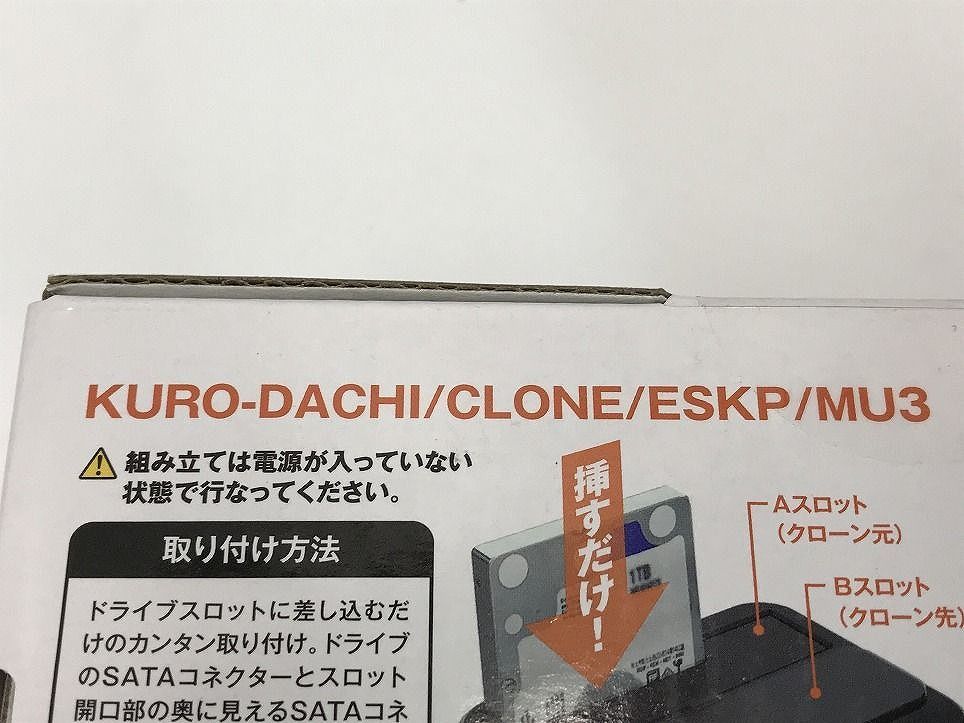 KURO-DACHI/CLONE/ESKP/MU3
組み立ては電源が入っていない
状態で行なってください。
取り付け方法
ドライブスロットに差し込むだ
けのカンタン取り付け。ドライブ
のSATAコネクターとスロット
開口部の奥に見えるSATAコネ
挿すだけ!
1TB
Aスロット
(クローン元)
Bスロット
(クローン先)